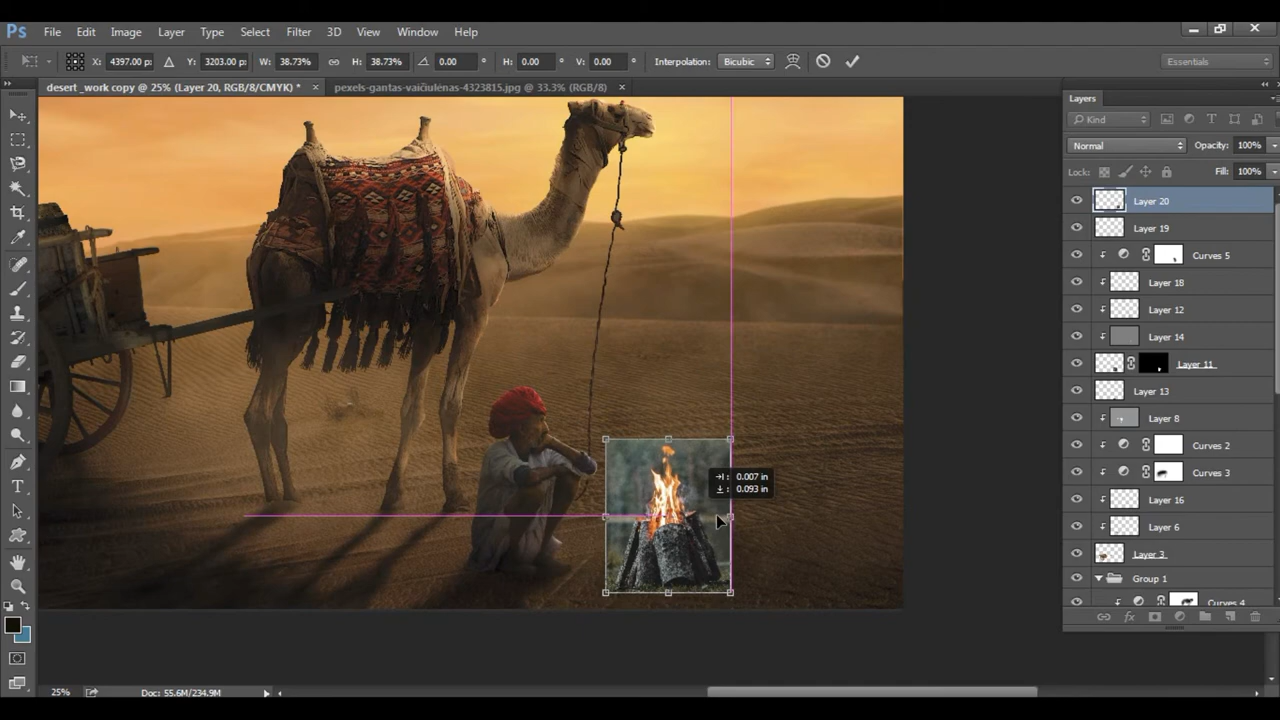 Ps File Edit Image Layer Type Select Filter 3D View Window Help
X: 4397.00 p: Y: 3203.00 p: W: 38.73% H: 38.73% 0.00 ° H: 0.00 ° V: 0.00 ° Interpolation: Bicubic Essentials
desert _work copy @ 25% (Layer 20, RGB/8/CMYK) * × pexels-gantas-vaičiulėnas-4323815.jpg @ 33.3% (RGB/8) ×
Layers
Kind
Normal Opacity: 100%
Lock: Fill: 100%
Layer 20
Layer 19
Curves 5
Layer 18
Layer 12
Layer 14
Layer 11
Layer 13
Layer 8
Curves 2
Curves 3
Layer 16
Layer 6
Layer 3
Group 1
Curves 4
→|: 0.007 in
↓: 0.093 in
25% Doc: 55.6M/234.9M